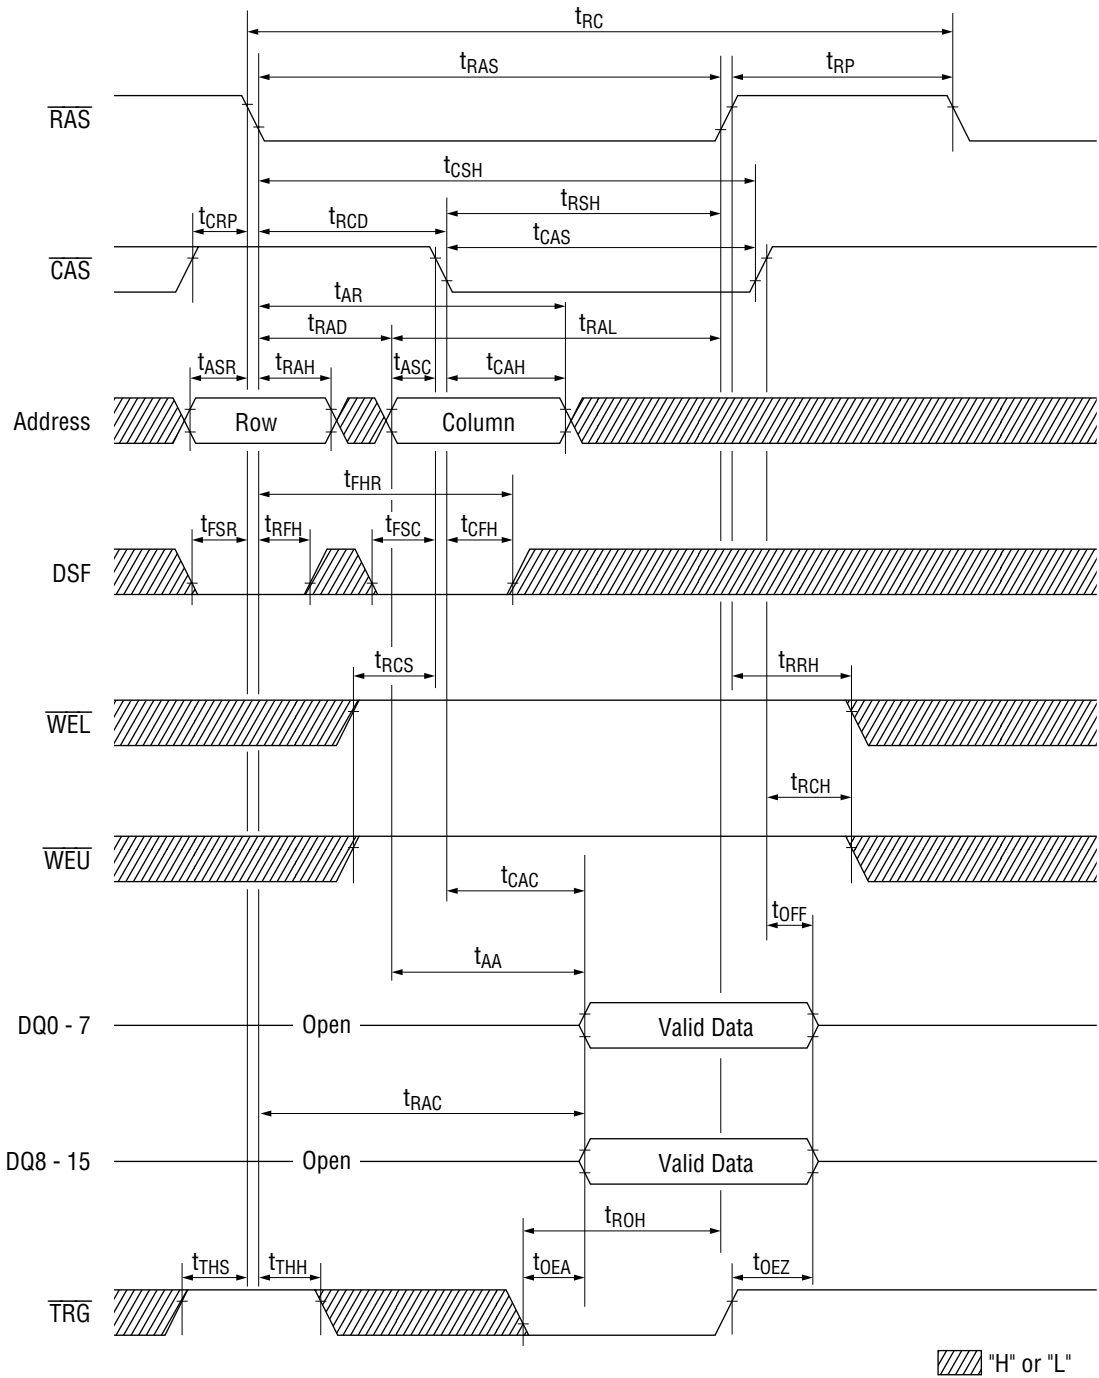 tRC
tRAS
tRP
RAS
tCSH
tRSH
tCRP
tRCD
tCAS
CAS
tAR
tRAD
tRAL
tASR
tRAH
tASC
tCAH
Address
Row
Column
tFHR
tFSR
tRFH
tFSC
tCFH
DSF
tRCS
tRRH
WEL
tRCH
WEU
tCAC
tOFF
tAA
DQ0 - 7
Open
Valid Data
tRAC
DQ8 - 15
Open
Valid Data
tROH
tTHS
tTHH
tOEA
tOEZ
TRG
"H" or "L"